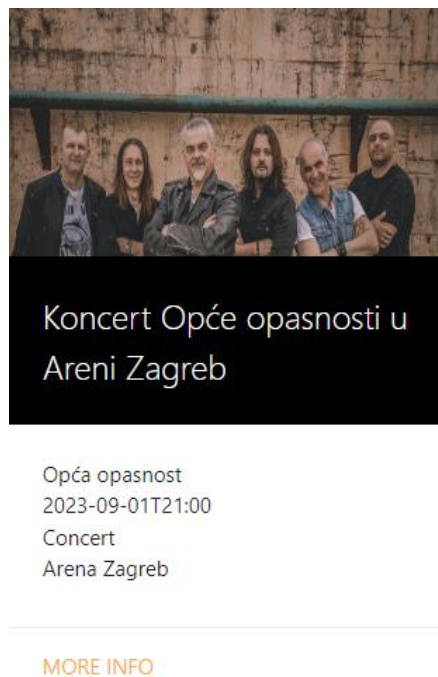 Koncert Opće opasnosti u
Areni Zagreb
Opća opasnost
2023-09-01T21:00
Concert
Arena Zagreb
MORE INFO